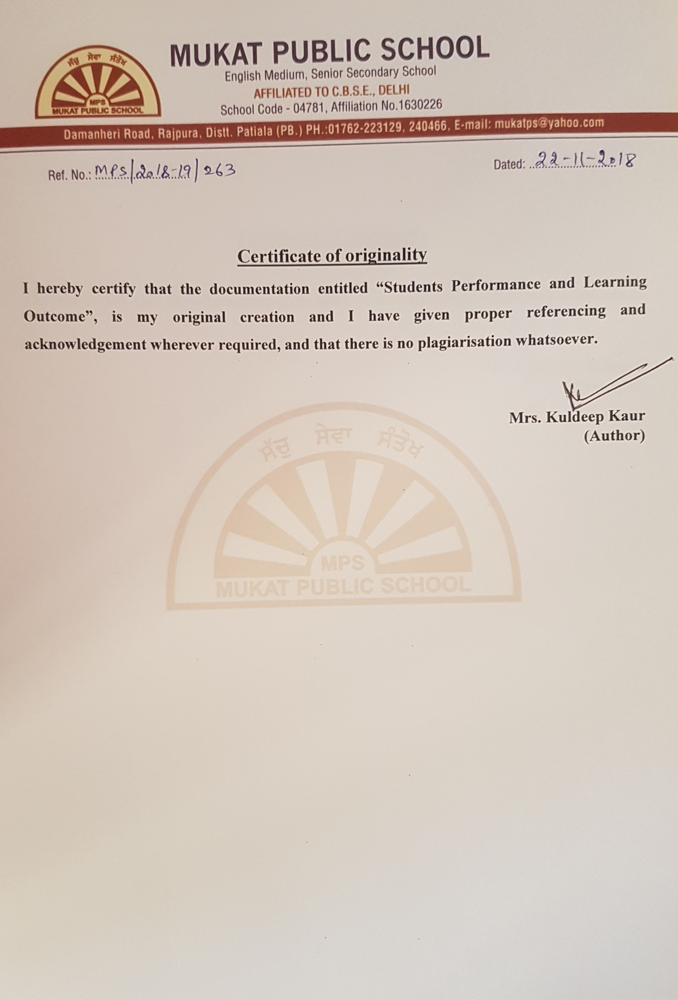 ਸੱਚੁ ਸੇਵਾ ਸੰਤੋਖ
MPS
MUKAT PUBLIC SCHOOL
MUKAT PUBLIC SCHOOL
English Medium, Senior Secondary School
AFFILIATED TO C.B.S.E., DELHI
School Code - 04781, Affiliation No.1630226
Damanheri Road, Rajpura, Distt. Patiala (PB.) PH.:01762-223129, 240466, E-mail: mukatps@yahoo.com
Ref. No.: MPS/2018-19/263
Dated: 22-11-2018
Certificate of originality
I hereby certify that the documentation entitled “Students Performance and Learning
Outcome”, is my original creation and I have given proper referencing and
acknowledgement wherever required, and that there is no plagiarisation whatsoever.
Mrs. Kuldeep Kaur
(Author)
ਸੱਚੁ ਸੇਵਾ ਸੰਤੋਖ
MPS
MUKAT PUBLIC SCHOOL